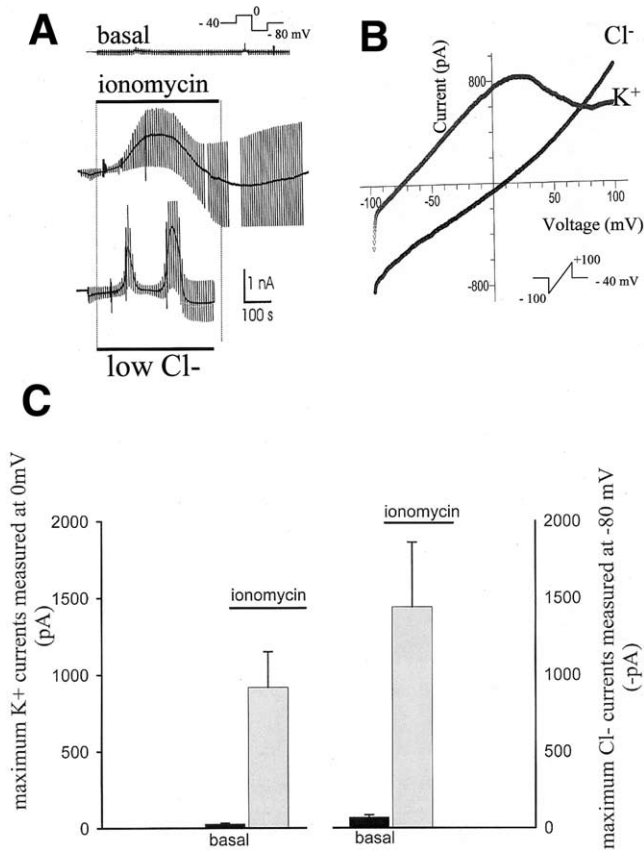 A
0
- 40
- 80 mV
basal
ionomycin
1 nA
100 s
low Cl-
B
Cl-
Current (pA)
800
K+
-100
-50
50
100
Voltage (mV)
-800
+100
- 40 mV
- 100
C
maximum K+ currents measured at 0mV
(pA)
2000
1500
1000
500
0
ionomycin
basal
ionomycin
basal
2000
1500
1000
500
0
maximum Cl- currents measured at -80 mV
(-pA)